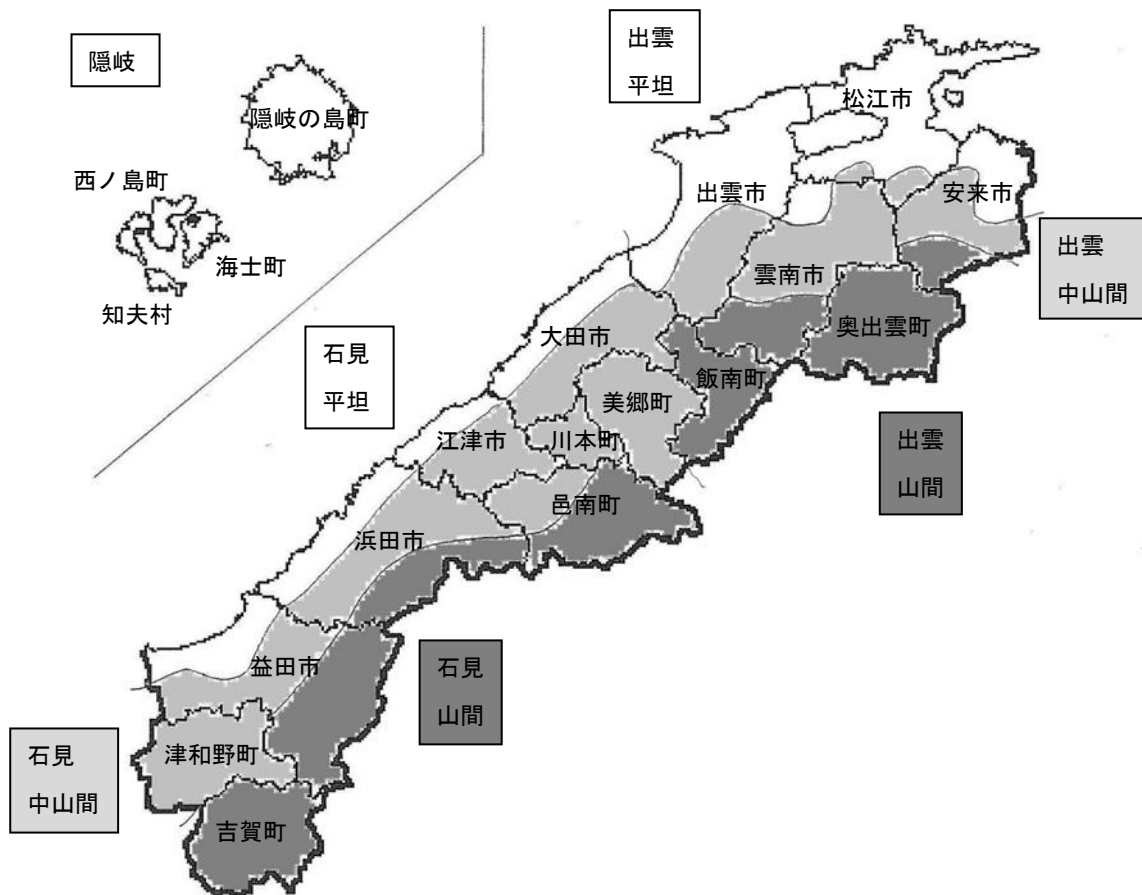 隠岐
出雲
平坦
松江市
隠岐の島町
西ノ島町
出雲市
安来市
海士町
雲南市
出雲
中山間
知夫村
大田市
奥出雲町
石見
平坦
飯南町
美郷町
江津市
川本町
出雲
山間
邑南町
浜田市
益田市
石見
山間
津和野町
石見
中山間
吉賀町